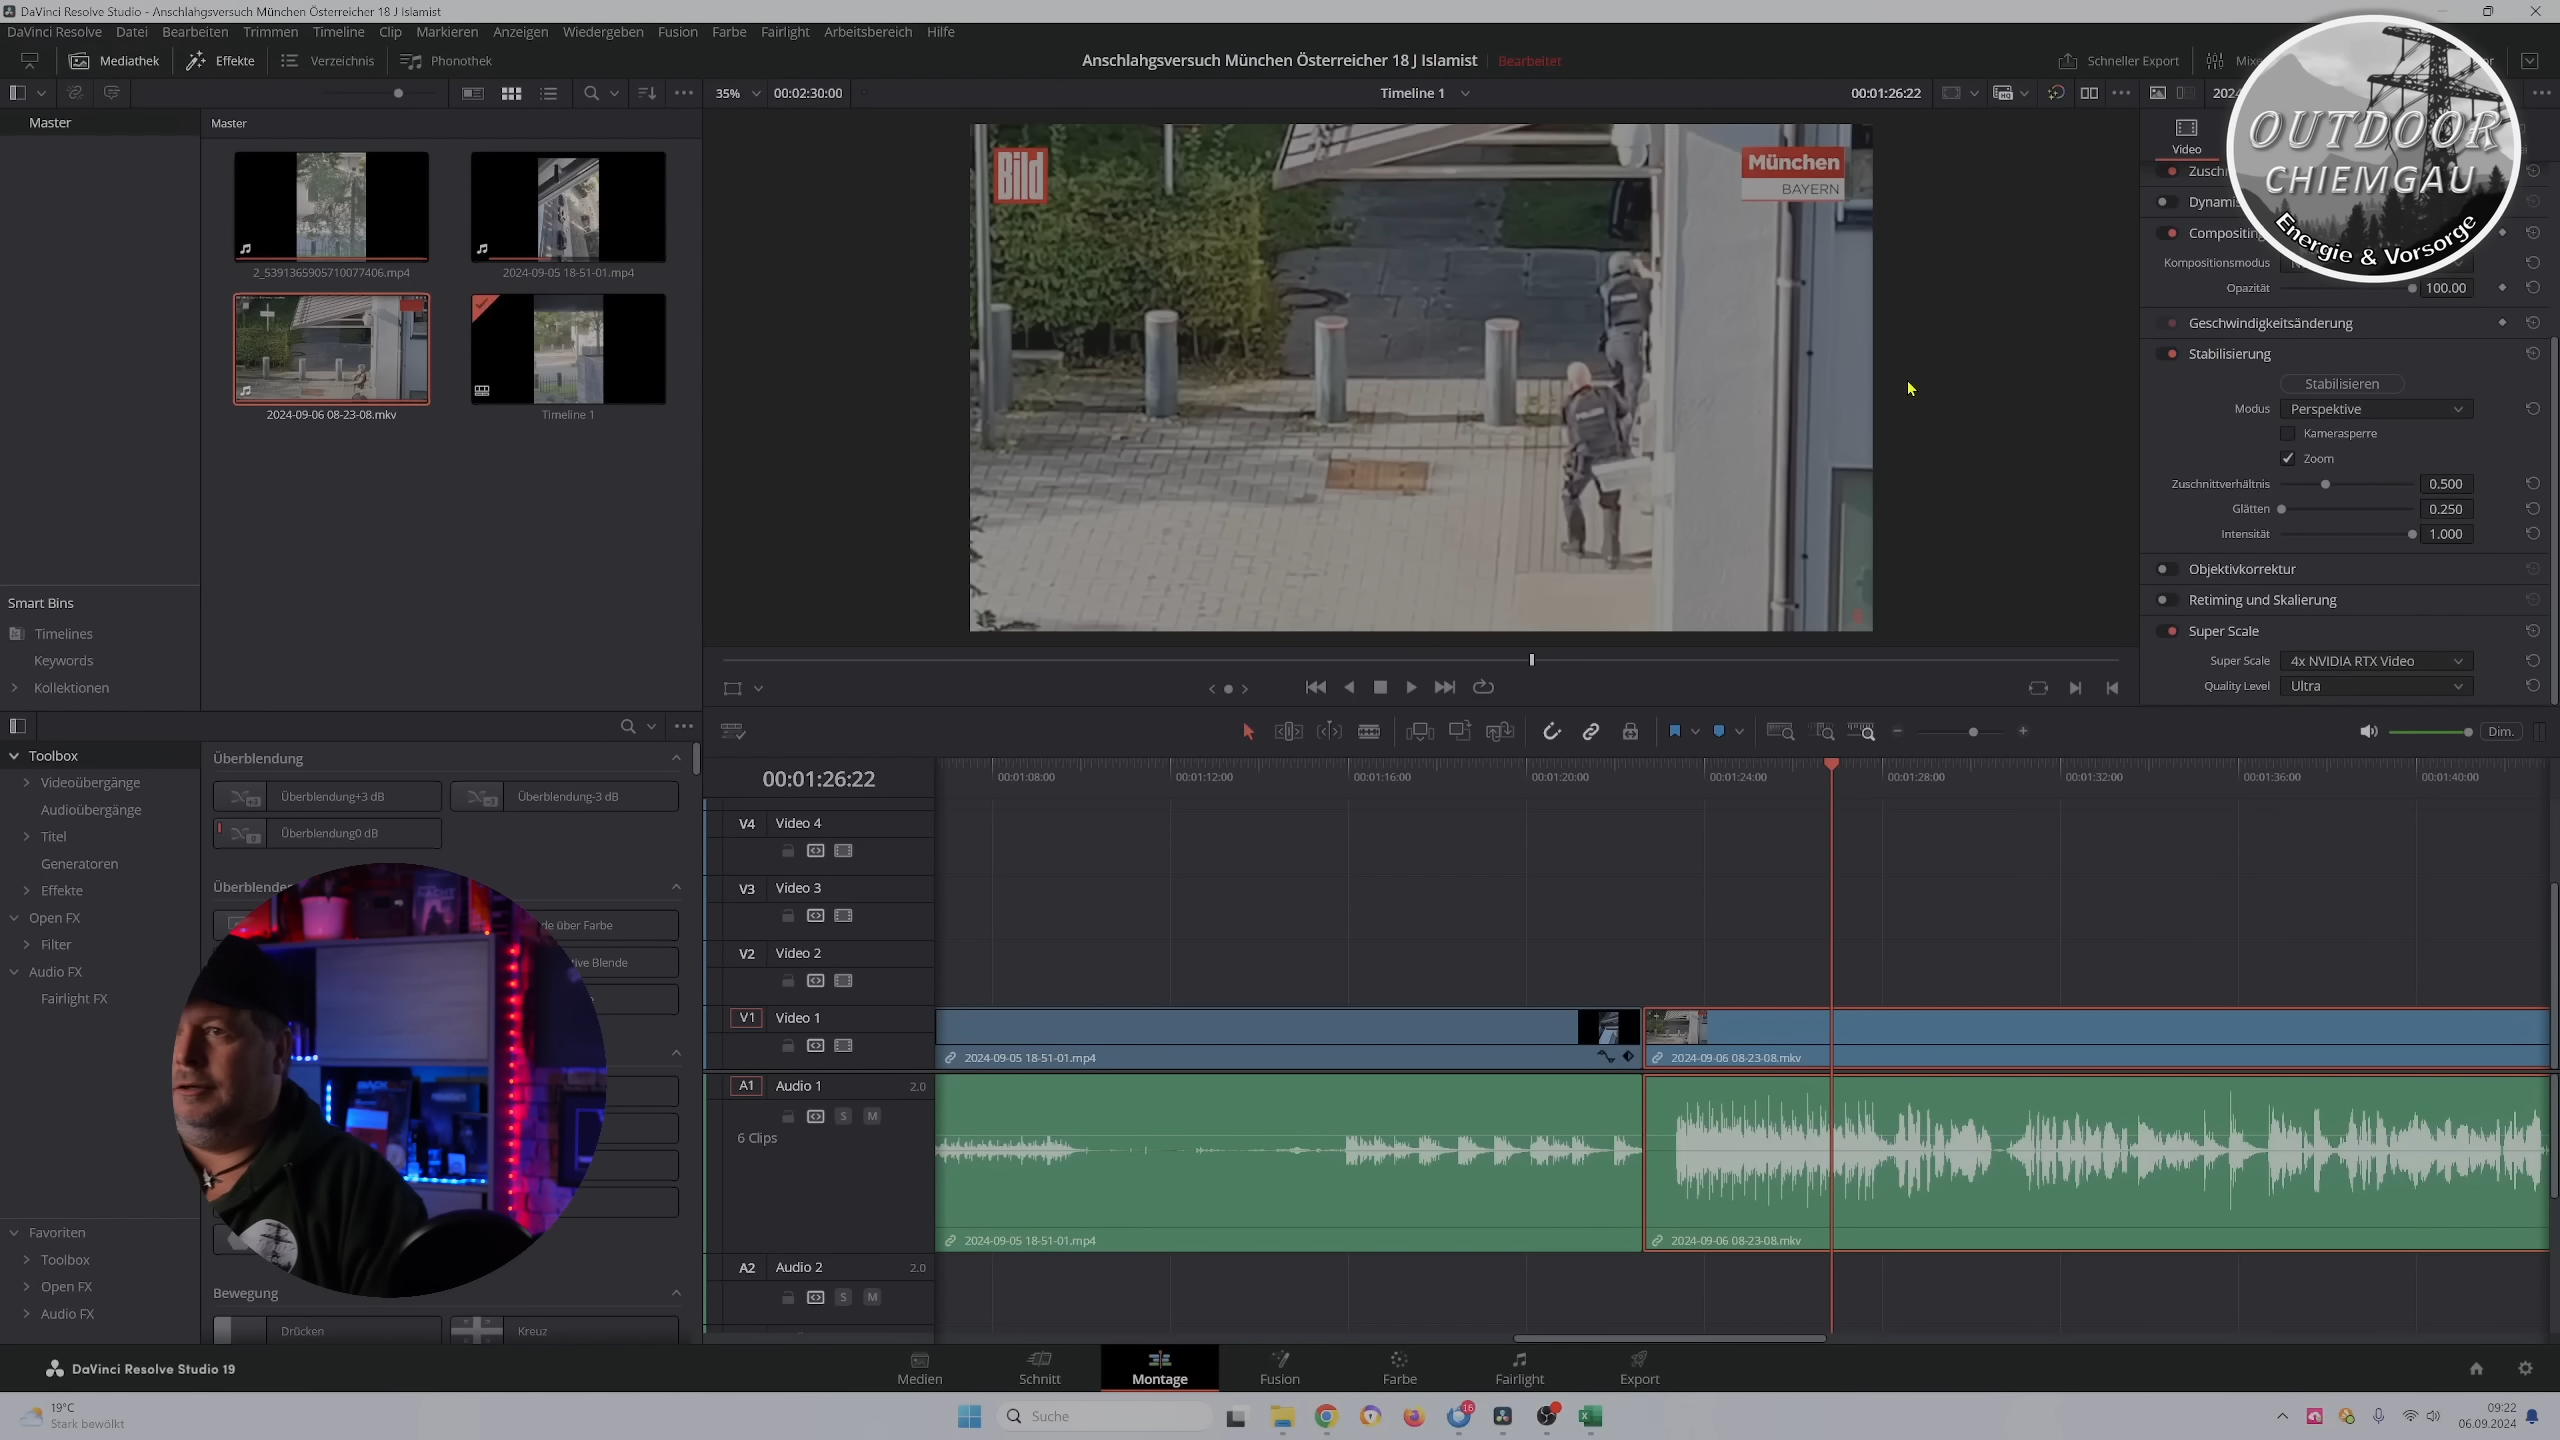 DaVinci Resolve Studio - Anschlahgsversuch München Österreicher 18 J Islamist
DaVinci Resolve Datei Bearbeiten Trimmen Timeline Clip Markieren Anzeigen Wiedergeben Fusion Farbe Fairlight Arbeitsbereich Hilfe
Mediathek Effekte Verzeichnis Phonothek
Anschlahgsversuch München Österreicher 18 J Islamist Bearbeitet
Schneller Export
35% 00:02:30:00 Timeline 1 00:01:26:22
Master
Master
2_5391365905710077406.mp4
2024-09-05 18-51-01.mp4
2024-09-06 08-23-08.mkv
Timeline 1
Smart Bins
Timelines
Keywords
Kollektionen
Bild
München
BAYERN
OUTDOOR
CHIEMGAU
Energie & Vorsorge
Video
Kompositionsmodus
Opazität 100.00
Geschwindigkeitsänderung
Stabilisierung
Stabilisieren
Modus Perspektive
Kamerasperre
Zoom
Zuschnittverhältnis 0.500
Glätten 0.250
Intensität 1.000
Objektivkorrektur
Retiming und Skalierung
Super Scale
Super Scale 4x NVIDIA RTX Video
Quality Level Ultra
Dim.
Toolbox
Videoübergänge
Audioübergänge
Titel
Generatoren
Effekte
Open FX
Filter
Audio FX
Fairlight FX
Favoriten
Toolbox
Open FX
Audio FX
Überblendung
Überblendung+3 dB
Überblendung-3 dB
Überblendung0 dB
Bewegung
Drücken
Kreuz
00:01:26:22
00:01:08:00 00:01:12:00 00:01:16:00 00:01:20:00 00:01:24:00 00:01:28:00 00:01:32:00 00:01:36:00 00:01:40:00
V4 Video 4
V3 Video 3
V2 Video 2
V1 Video 1
2024-09-05 18-51-01.mp4
2024-09-06 08-23-08.mkv
A1 Audio 1 2.0
S M
6 Clips
2024-09-05 18-51-01.mp4
2024-09-06 08-23-08.mkv
A2 Audio 2 2.0
S M
DaVinci Resolve Studio 19
Medien Schnitt Montage Fusion Farbe Fairlight Export
19°C
Stark bewölkt
Suche
16
09:22
06.09.2024